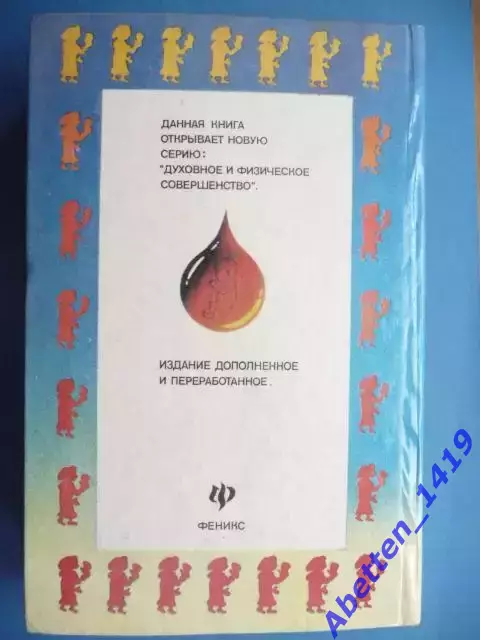 ДАННАЯ КНИГА
ОТКРЫВАЕТ НОВУЮ
СЕРИЮ:
"ДУХОВНОЕ И ФИЗИЧЕСКОЕ
СОВЕРШЕНСТВО".
ИЗДАНИЕ ДОПОЛНЕННОЕ
И ПЕРЕРАБОТАННОЕ.
ФЕНИКС
Abetten_1419